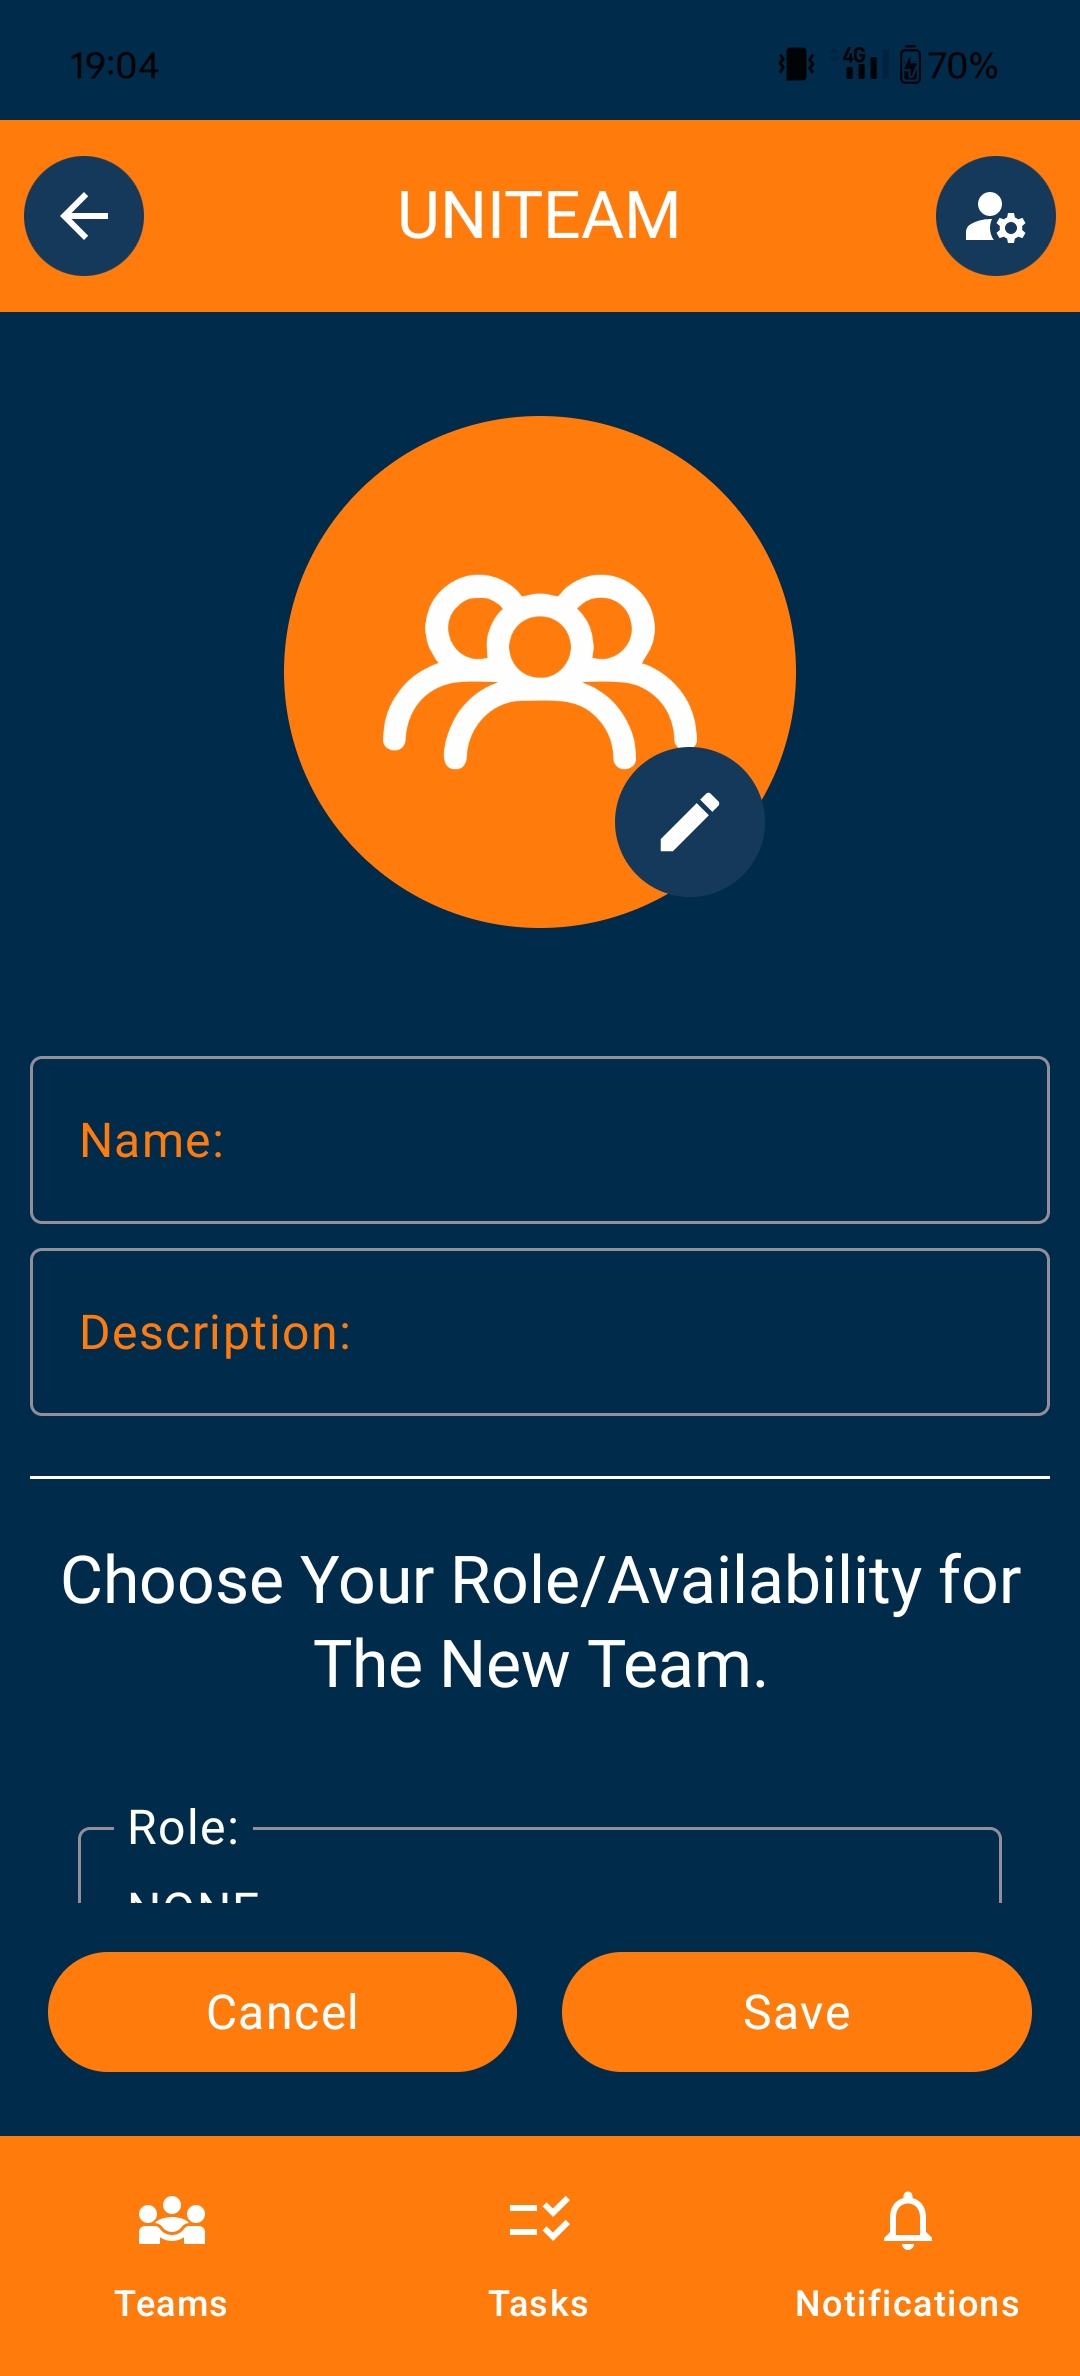 19:04
4G
70%
UNITEAM
Name:
Description:
Choose Your Role/Availability for
The New Team.
Role:
NONE
Cancel
Save
Teams
Tasks
Notifications